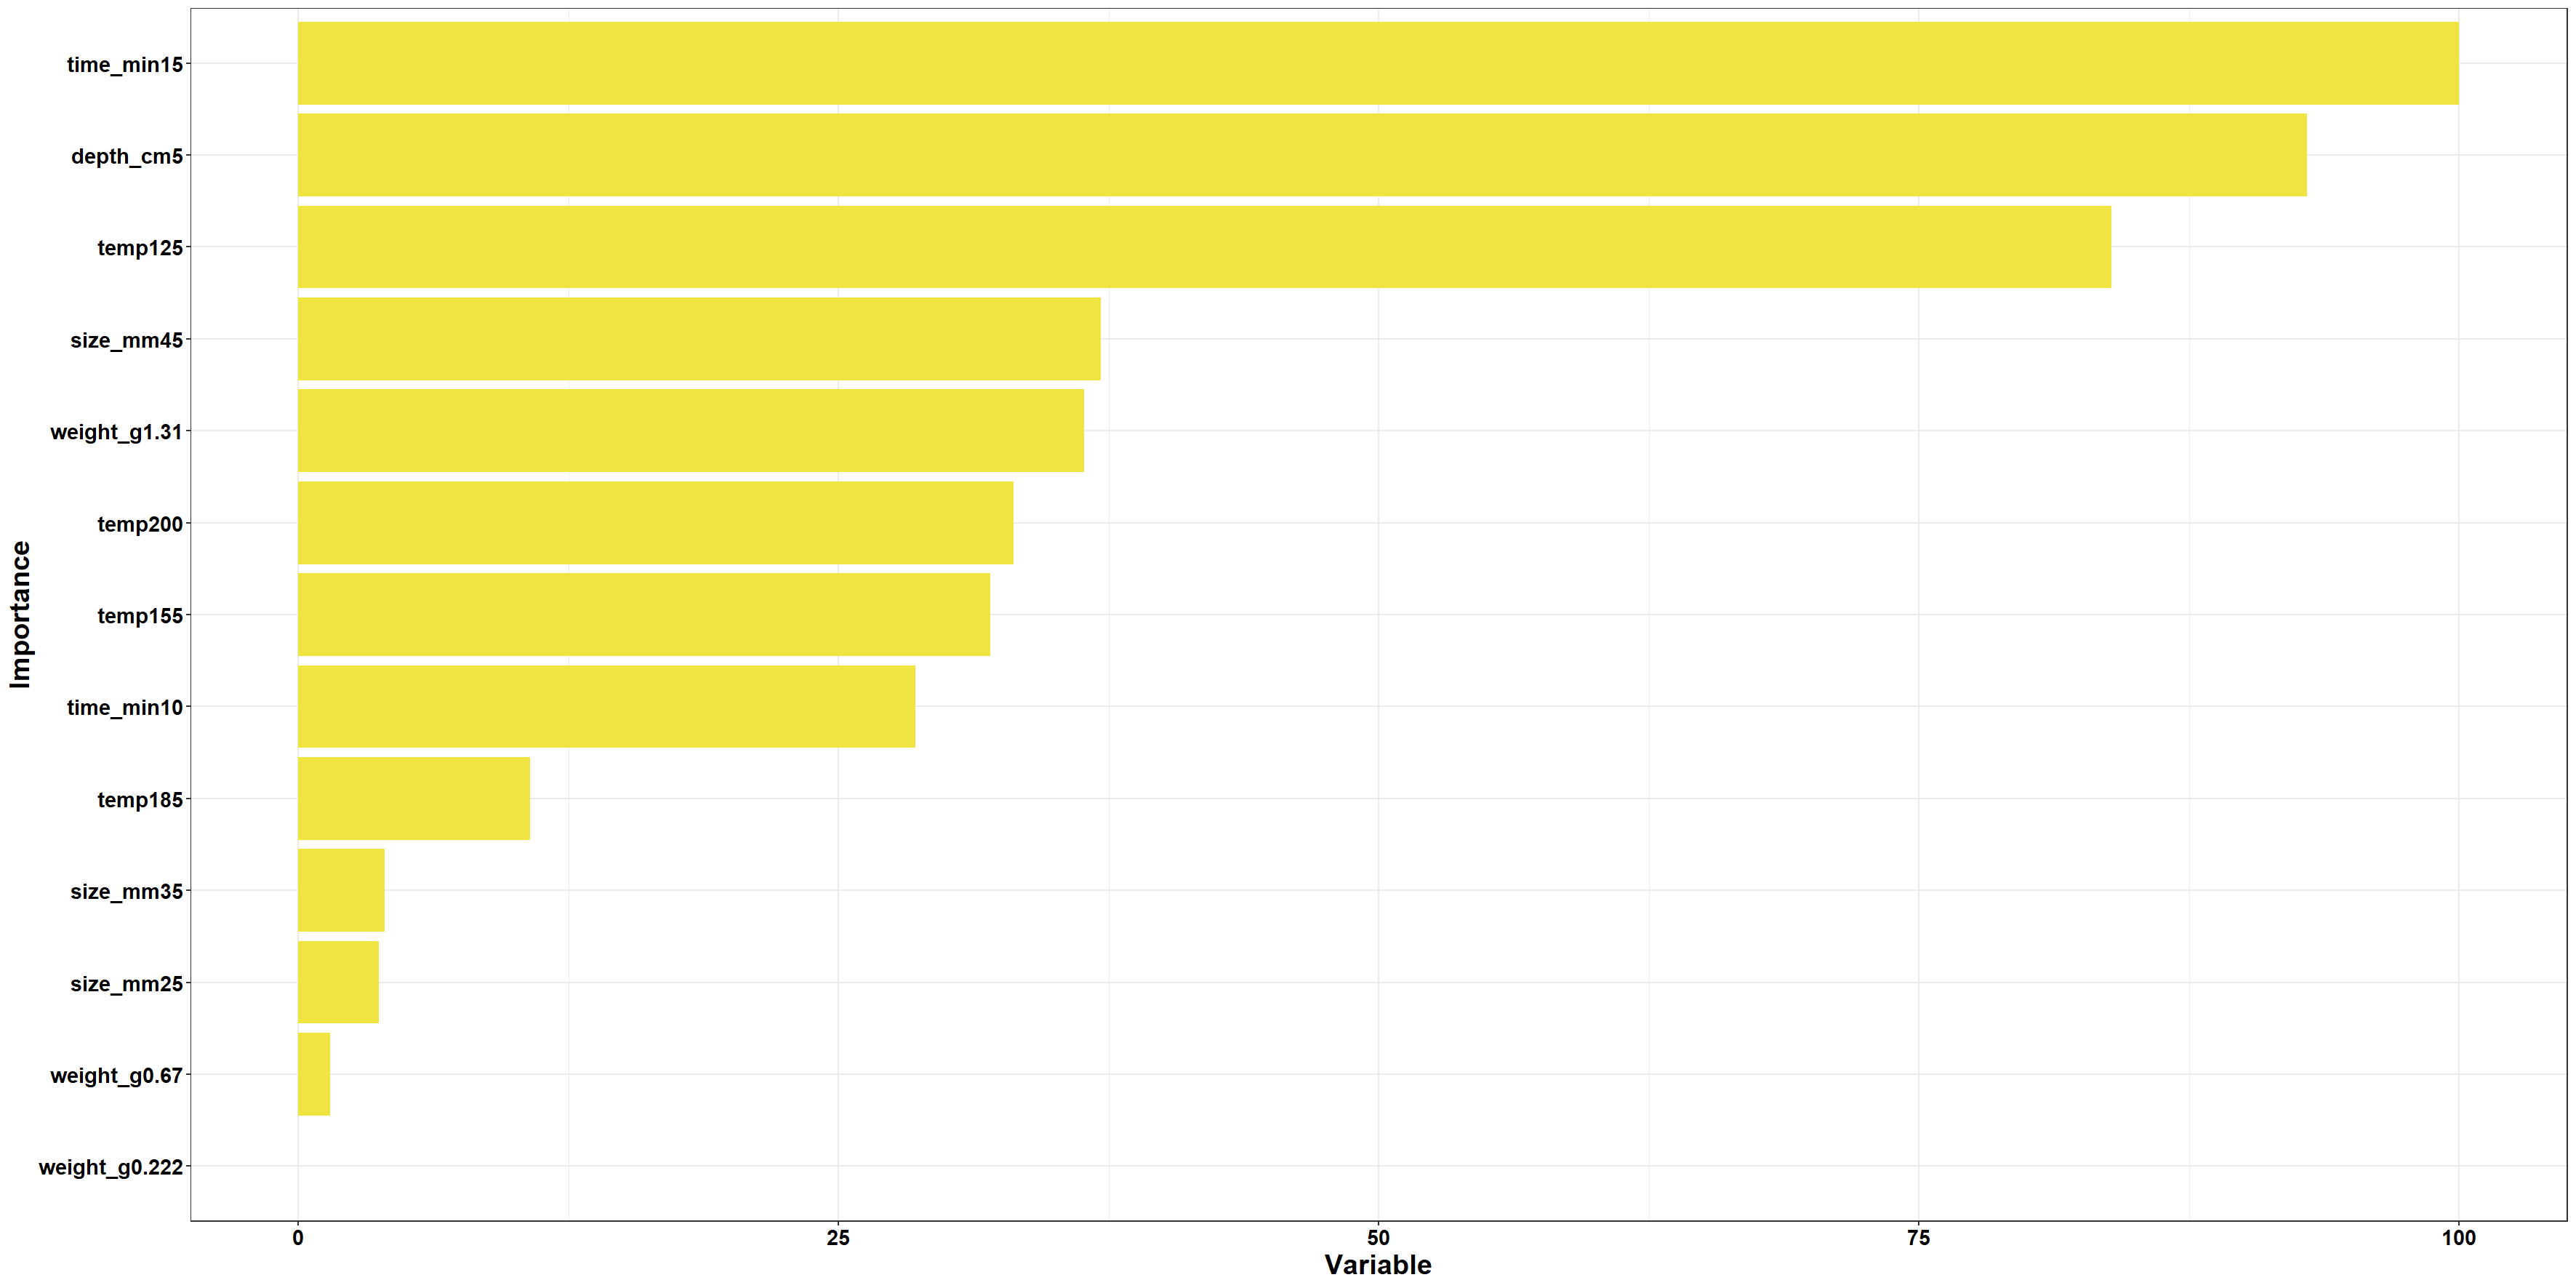 time_min15
depth_cm5
temp125
size_mm45
weight_g1.31
temp200
temp155
time_min10
temp185
size_mm35
size_mm25
weight_g0.67
weight_g0.222
Importance
0 25 50 75 100
Variable